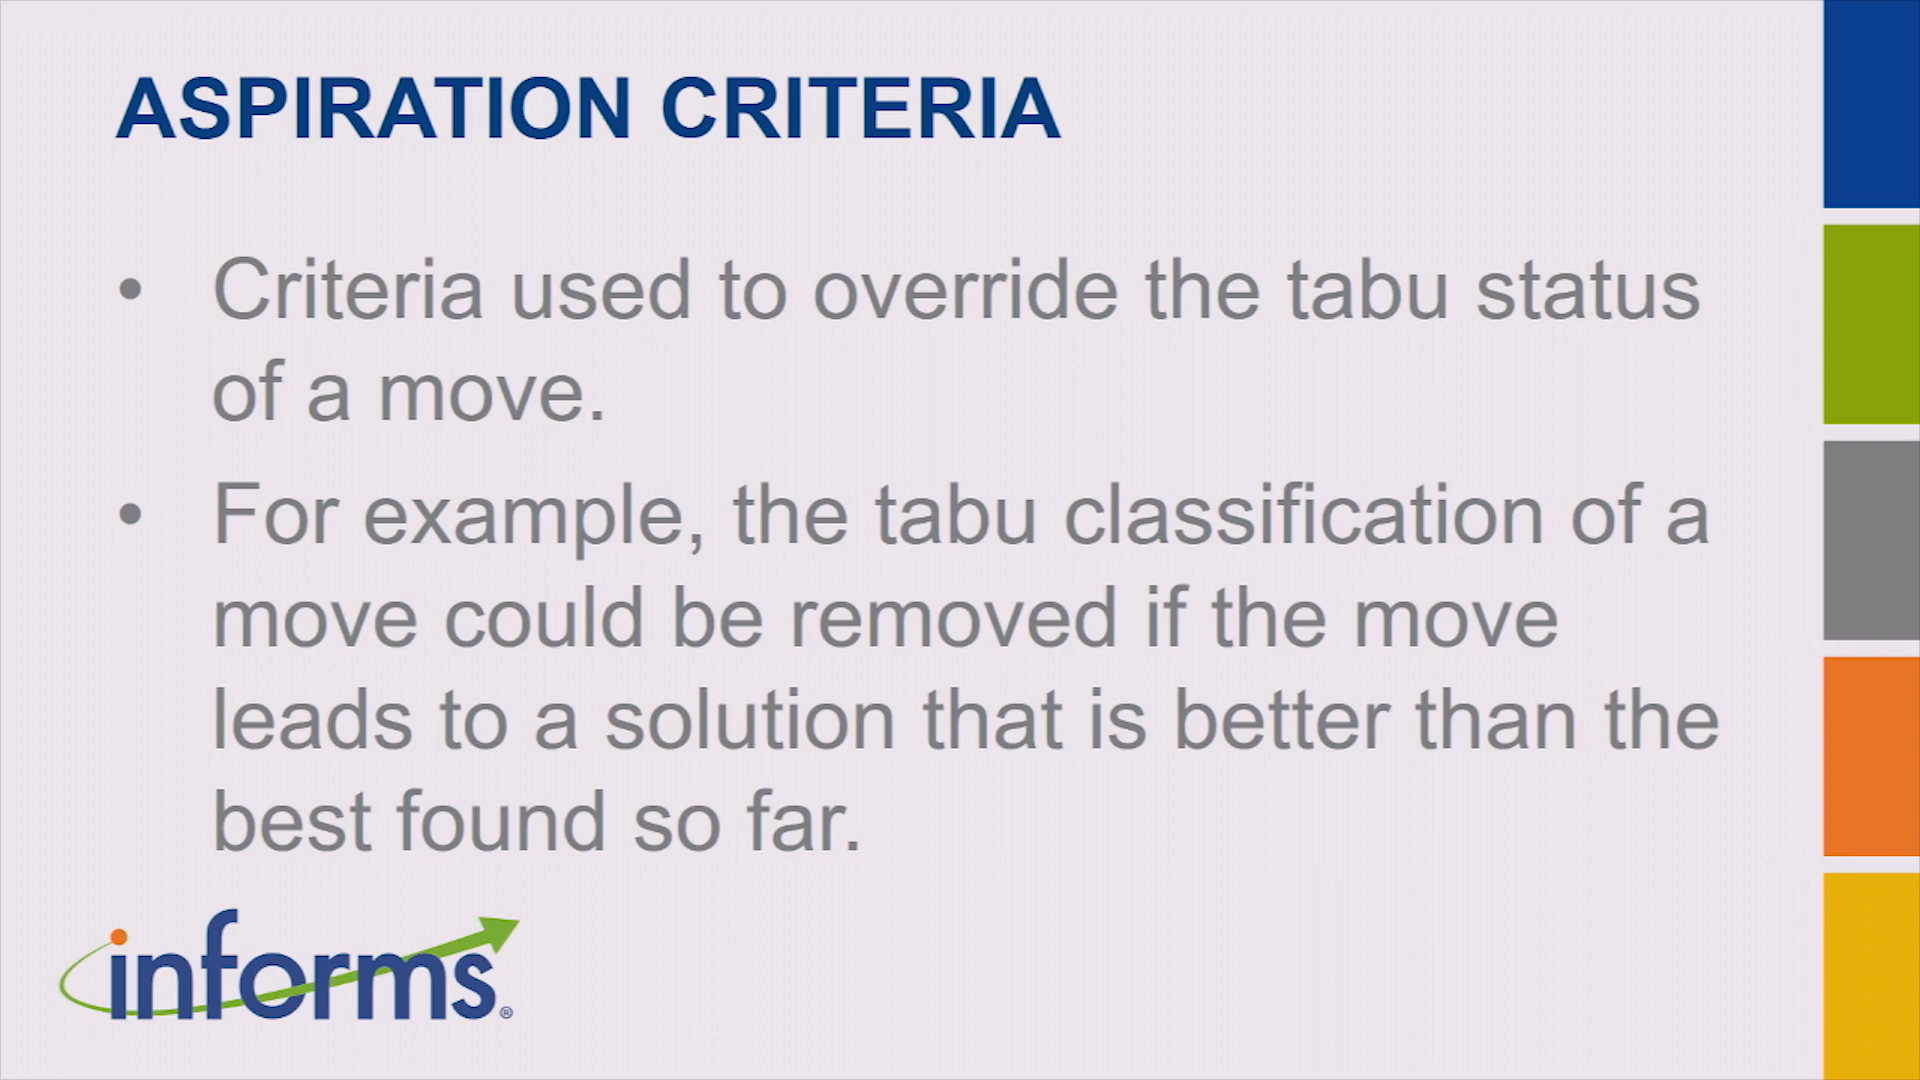 ASPIRATION CRITERIA
• Criteria used to override the tabu status
of a move.
• For example, the tabu classification of a
move could be removed if the move
leads to a solution that is better than the
best found so far.
informs®